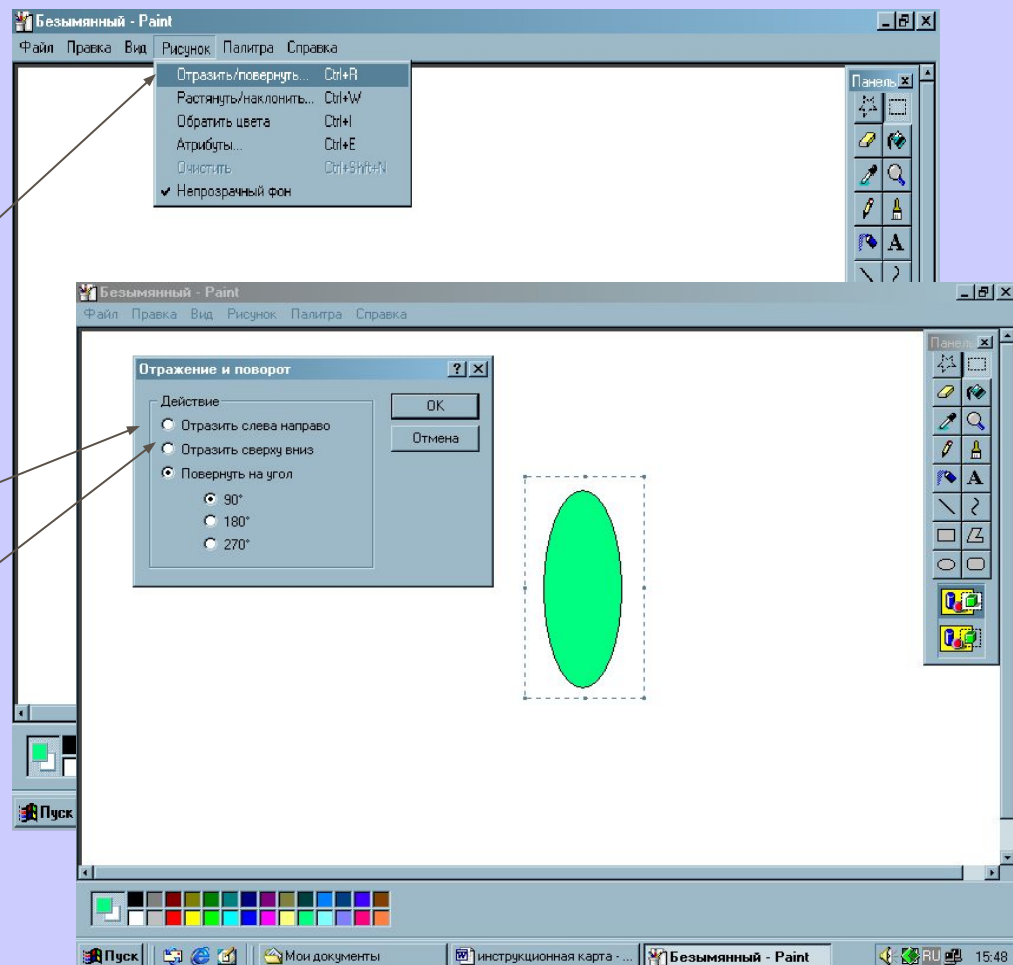 Безымянный - Paint
Файл Правка Вид Рисунок Палитра Справка
Отразить/повернуть... Ctrl+R
Растянуть/наклонить... Ctrl+W
Обратить цвета Ctrl+I
Атрибуты... Ctrl+E
Очистить Ctrl+Shft+N
Непрозрачный фон
Панель
A
Безымянный - Paint
Файл Правка Вид Рисунок Палитра Справка
Панель
Отражение и поворот
Действие
Отразить слева направо
Отразить сверху вниз
Повернуть на угол
90°
180°
270°
OK
Отмена
A
Пуск
Пуск
Мои документы
инструкционная карта - ...
Безымянный - Paint
RU
15:48